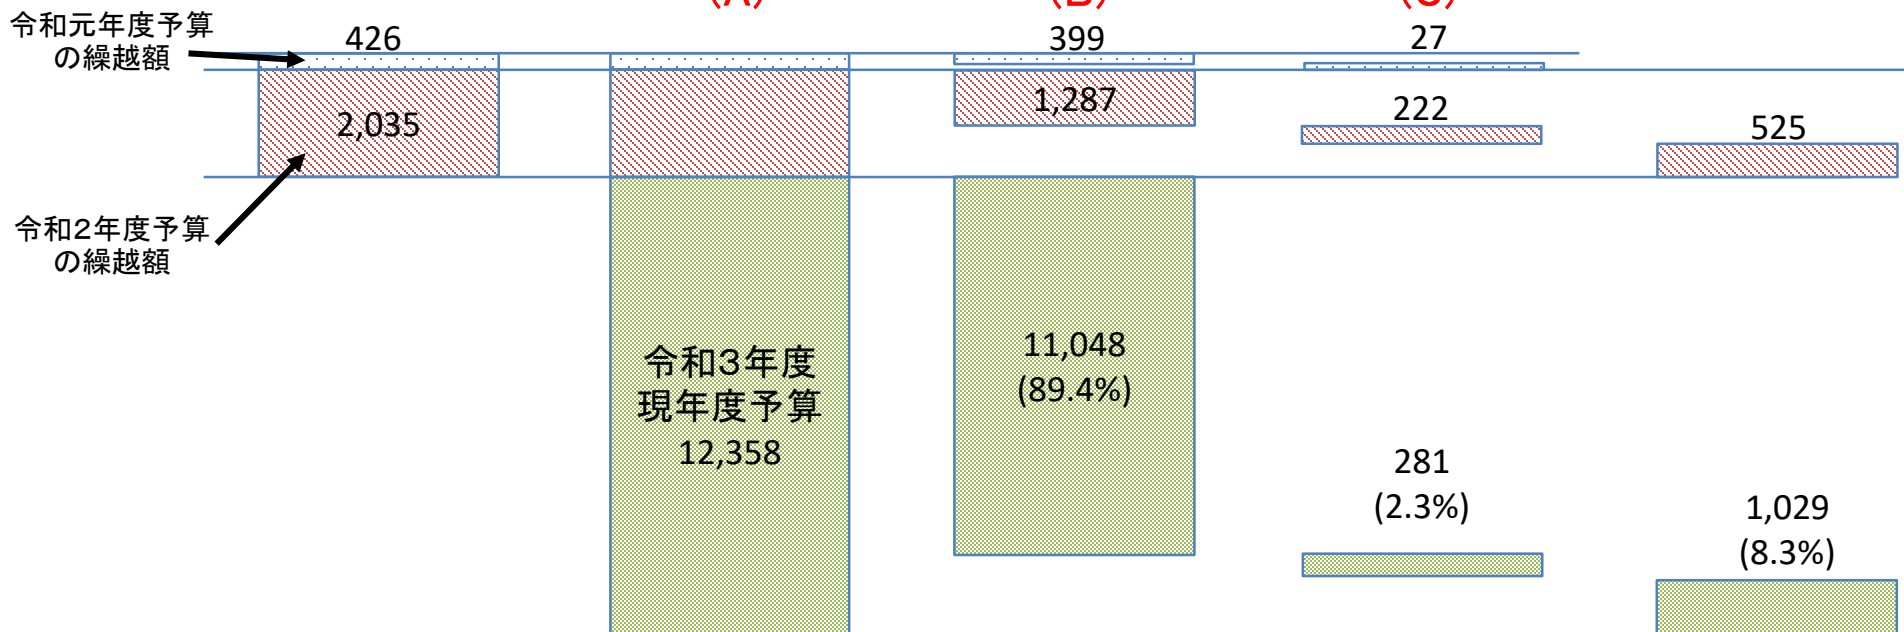 (A)
(B)
(C)
令和元年度予算
の繰越額
426
399
27
2,035
1,287
222
525
令和2年度予算
の繰越額
令和3年度
現年度予算
12,358
11,048
(89.4%)
281
(2.3%)
1,029
(8.3%)